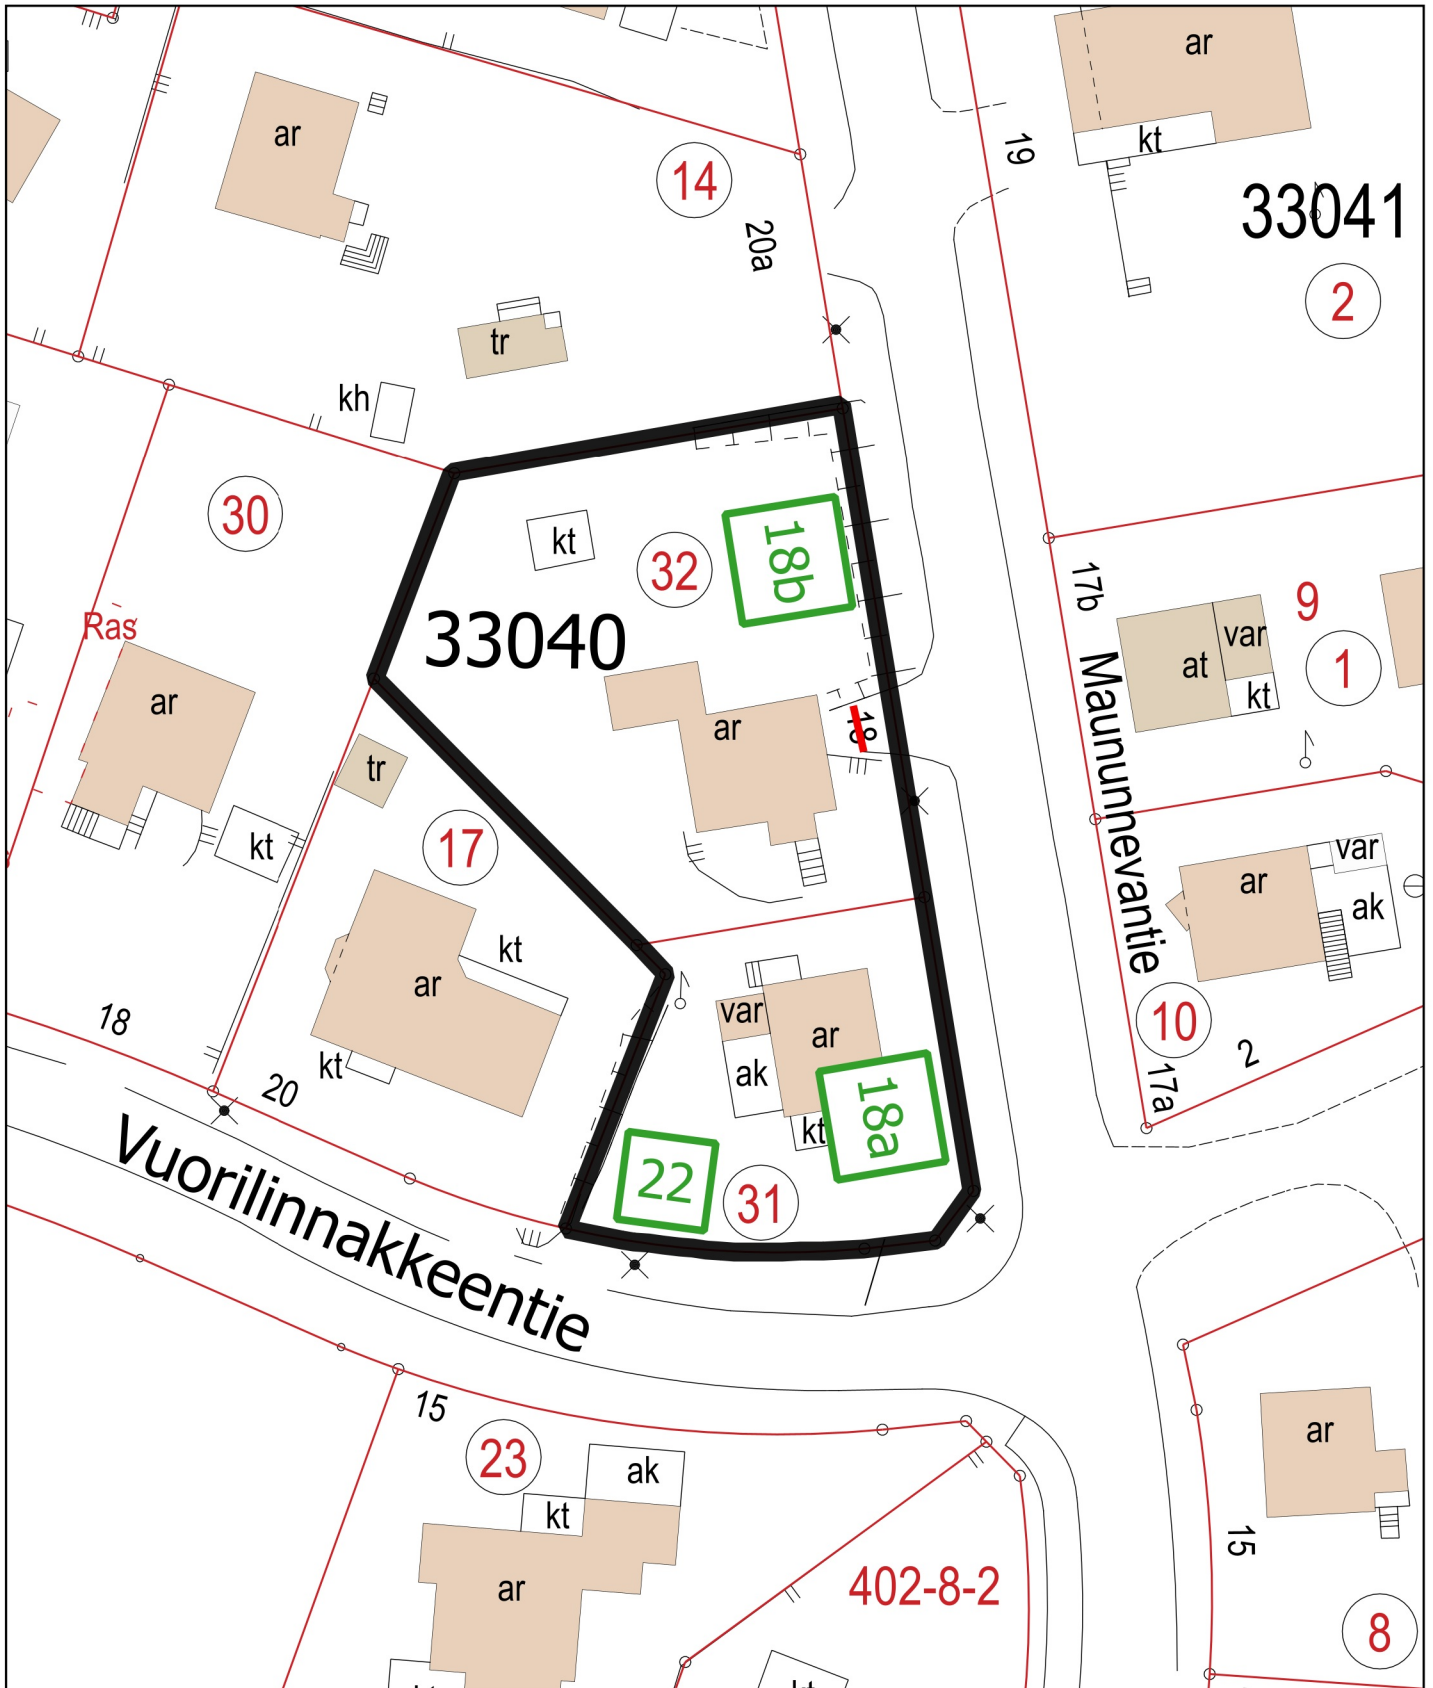 ar
kt
19
ar
14
33041
20a
2
tr
kh
30
kt
32
18b
17b
9
Ras
33040
var
at
1
kt
ar
ar
18
Maununnevantie
tr
17
kt
var
ar
ak
kt
ar
var
ar
10
18
ak
2
kt
20
17a
18a
kt
Vuorilinnakkeentie
22
31
15
23
ak
ar
kt
15
ar
402-8-2
8